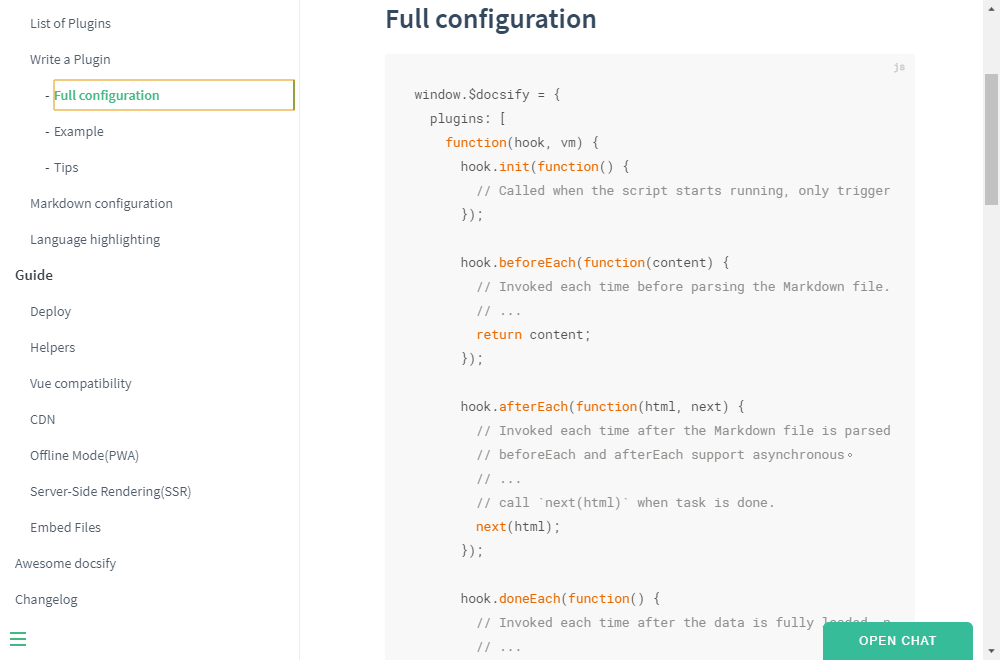 List of Plugins
Write a Plugin
- Full configuration
- Example
- Tips
Markdown configuration
Language highlighting
Guide
Deploy
Helpers
Vue compatibility
CDN
Offline Mode(PWA)
Server-Side Rendering(SSR)
Embed Files
Awesome docsify
Changelog
Full configuration
js
window.$docsify = {
plugins: [
function(hook, vm) {
hook.init(function() {
// Called when the script starts running, only trigger
});
hook.beforeEach(function(content) {
// Invoked each time before parsing the Markdown file.
// ...
return content;
});
hook.afterEach(function(html, next) {
// Invoked each time after the Markdown file is parsed
// beforeEach and afterEach support asynchronous。
// ...
// call `next(html)` when task is done.
next(html);
});
hook.doneEach(function() {
// Invoked each time after the data is fully loaded, n
// ...
OPEN CHAT